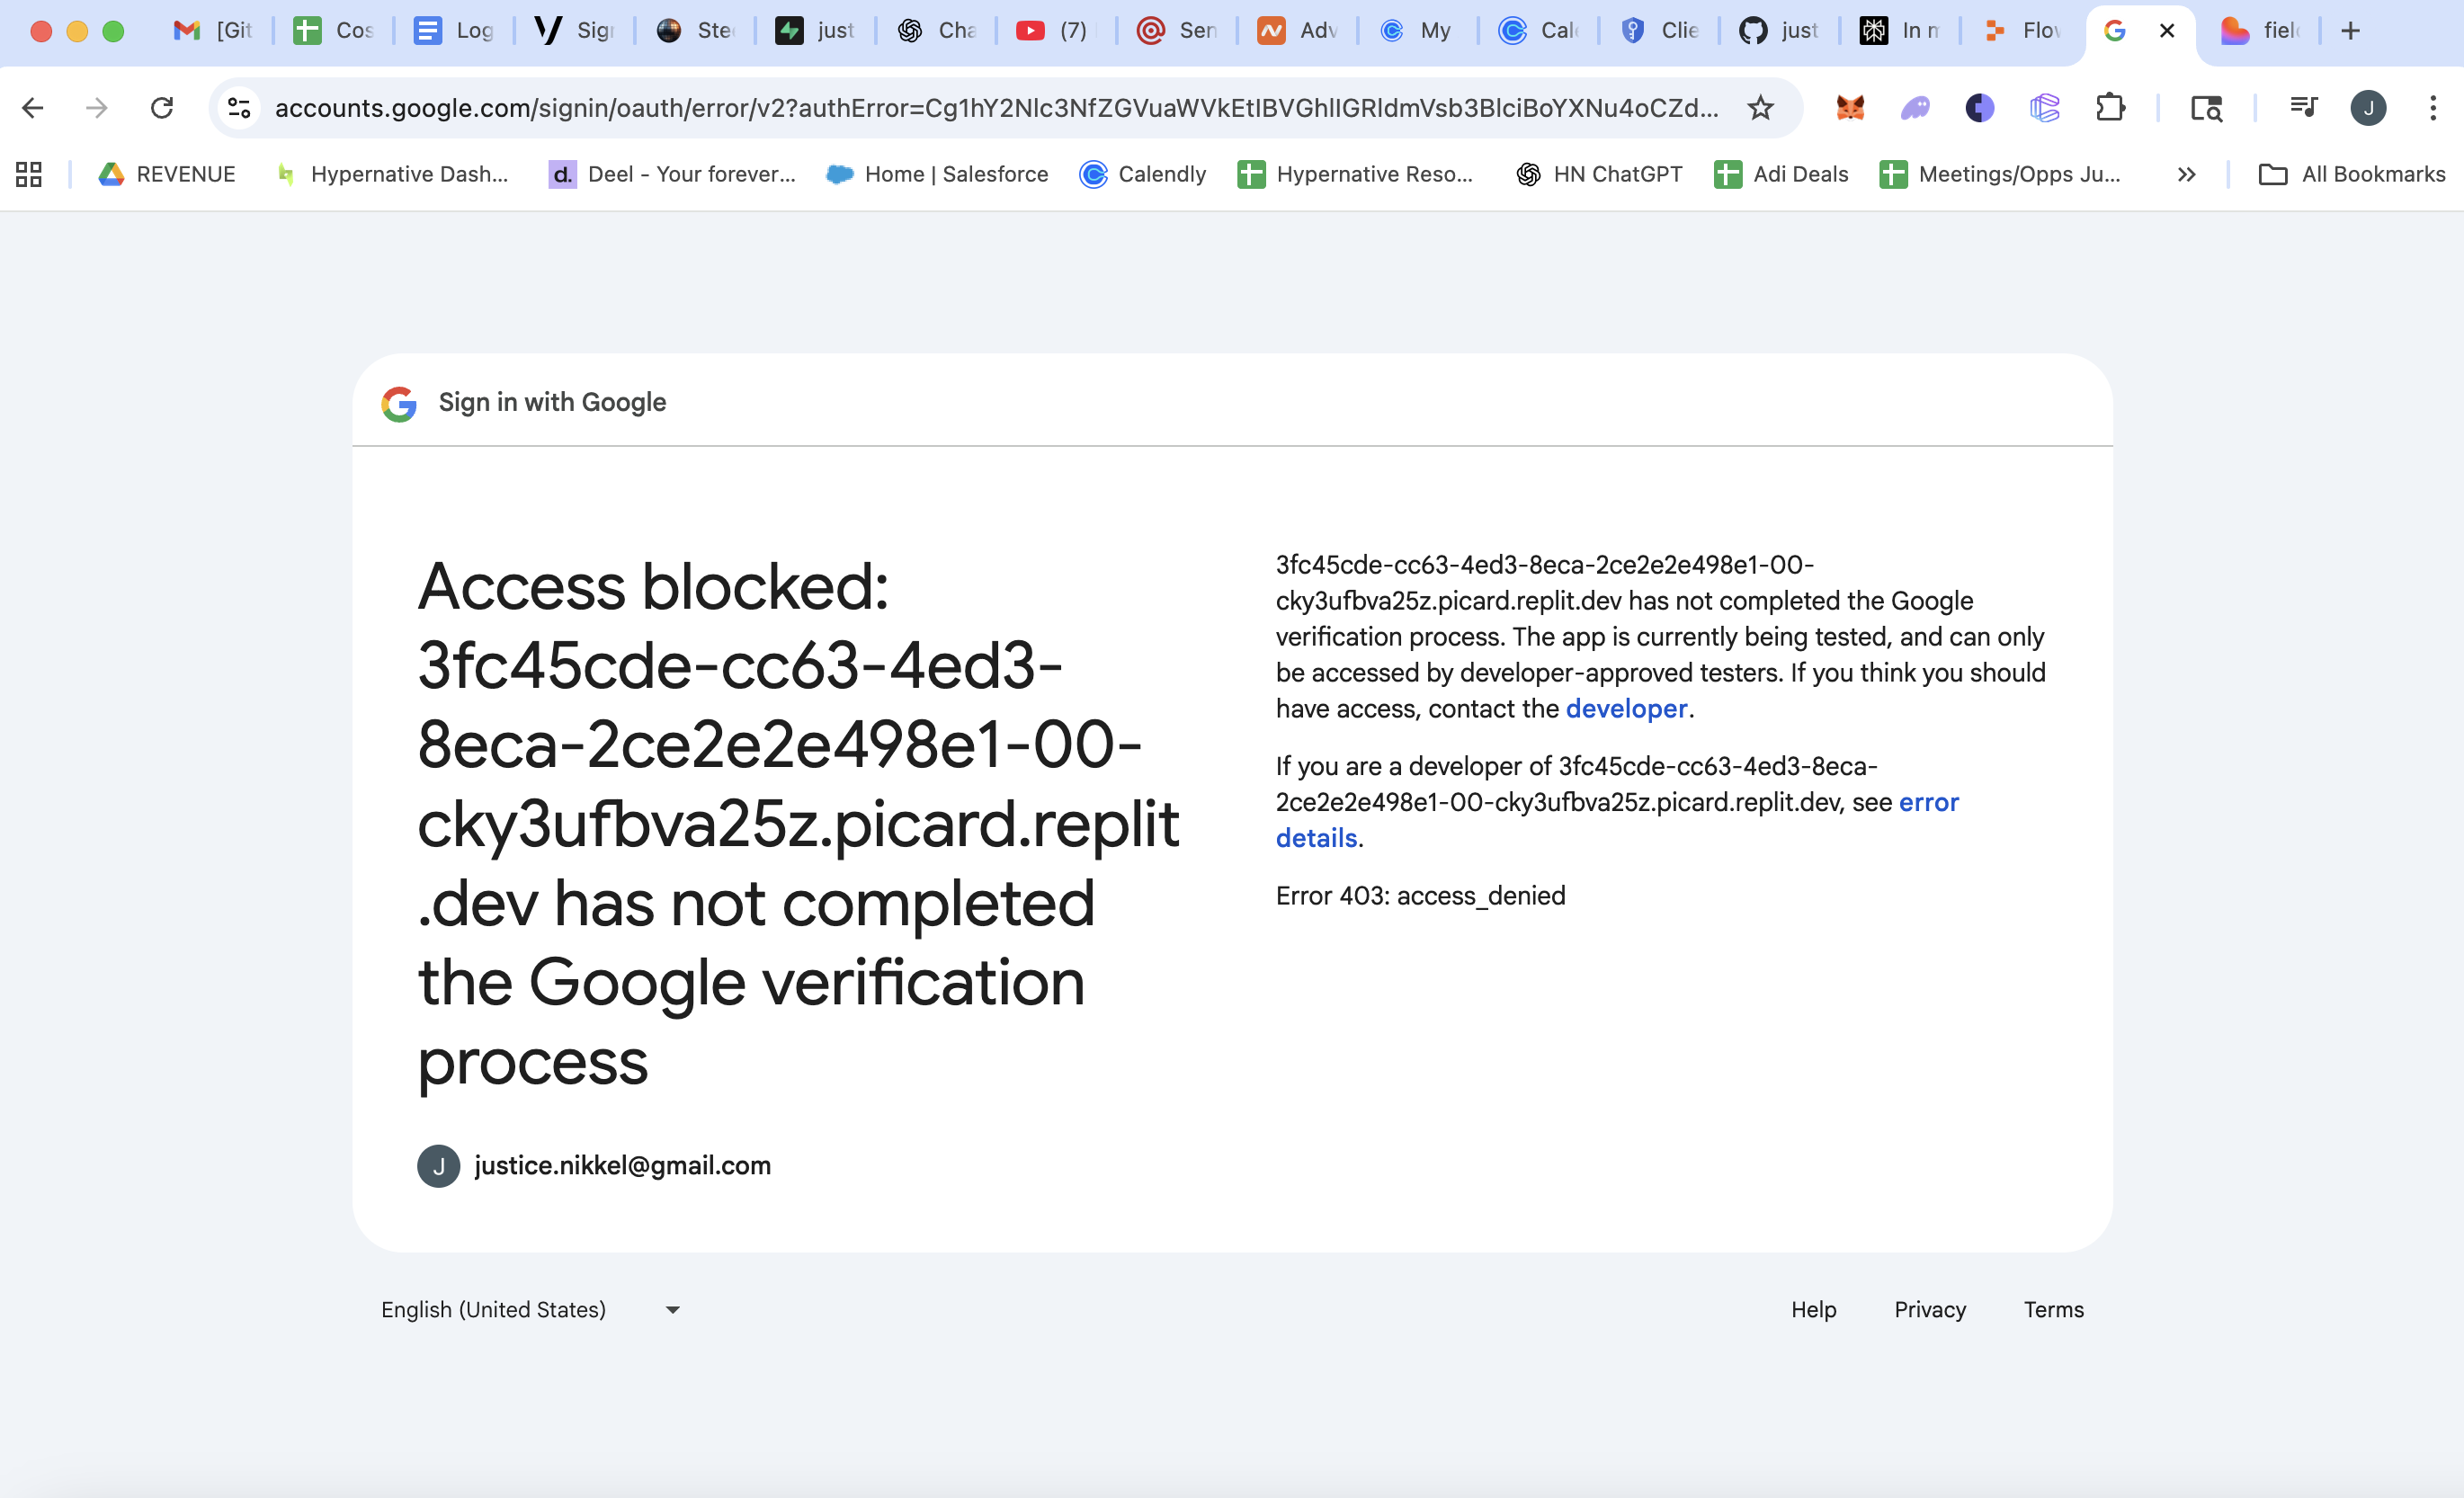 [Git
Cos
Log
Sign
Ste
just
Cha
(7)
Sen
Adv
My
Cale
Clie
just
In m
Flow
fiel
accounts.google.com/signin/oauth/error/v2?authError=Cg1hY2Nlc3NfZGVuaWVkEtIBVGhlIGRldmVsb3BlciBoYXNu4oCZd...
J
REVENUE
Hypernative Dash...
d.
Deel - Your forever...
Home | Salesforce
Calendly
Hypernative Reso...
HN ChatGPT
Adi Deals
Meetings/Opps Ju...
All Bookmarks
Sign in with Google
Access blocked:
3fc45cde-cc63-4ed3-
8eca-2ce2e2e498e1-00-
cky3ufbva25z.picard.replit
.dev has not completed
the Google verification
process
J
justice.nikkel@gmail.com
3fc45cde-cc63-4ed3-8eca-2ce2e2e498e1-00-
cky3ufbva25z.picard.replit.dev has not completed the Google
verification process. The app is currently being tested, and can only
be accessed by developer-approved testers. If you think you should
have access, contact the developer.
If you are a developer of 3fc45cde-cc63-4ed3-8eca-
2ce2e2e498e1-00-cky3ufbva25z.picard.replit.dev, see error
details.
Error 403: access_denied
English (United States)
Help
Privacy
Terms